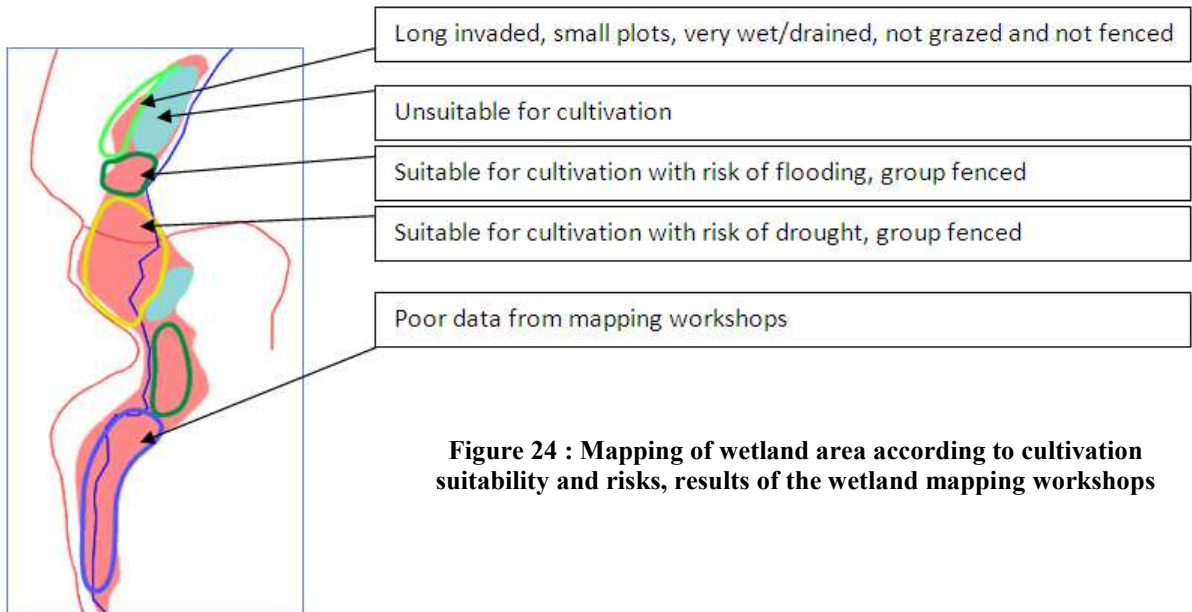 Long invaded, small plots, very wet/drained, not grazed and not fenced
Unsuitable for cultivation
Suitable for cultivation with risk of flooding, group fenced
Suitable for cultivation with risk of drought, group fenced
Poor data from mapping workshops
Figure 24 : Mapping of wetland area according to cultivation
suitability and risks, results of the wetland mapping workshops